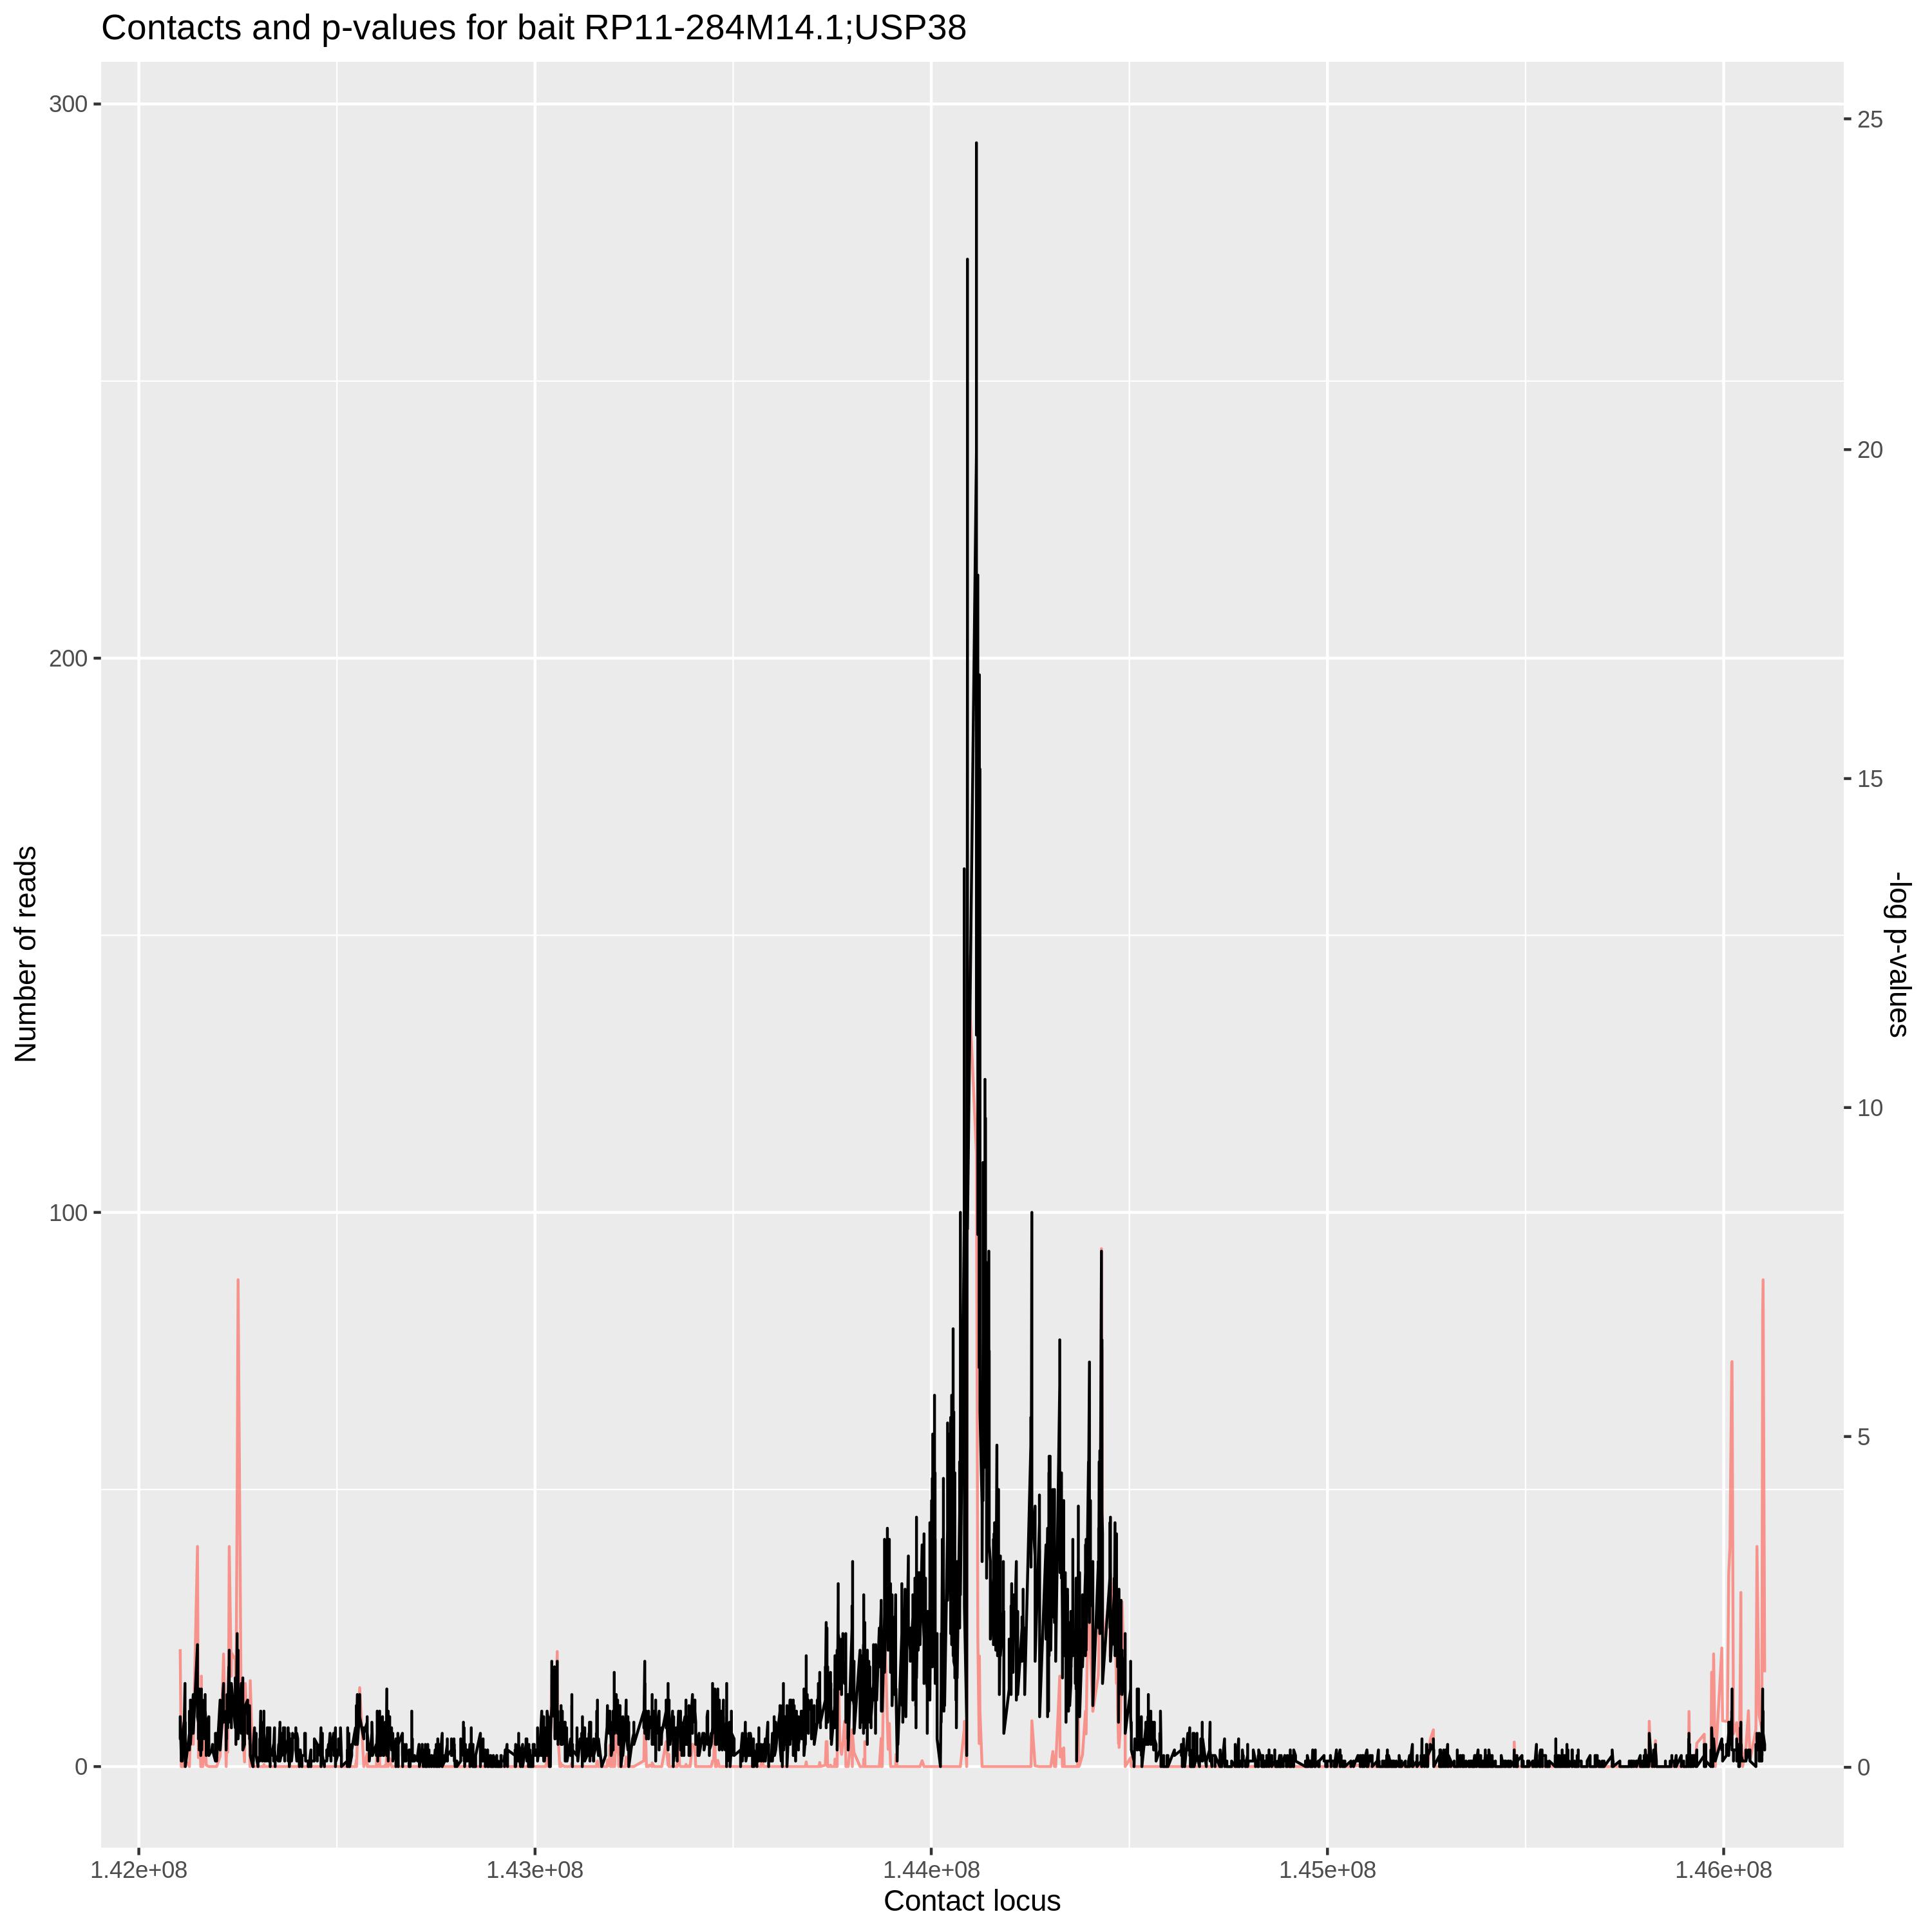 Contacts and p-values for bait RP11-284M14.1;USP38
300
200
100
0
Number of reads
25
20
15
10
5
0
-log p-values
1.42e+08 1.43e+08 1.44e+08 1.45e+08 1.46e+08
Contact locus